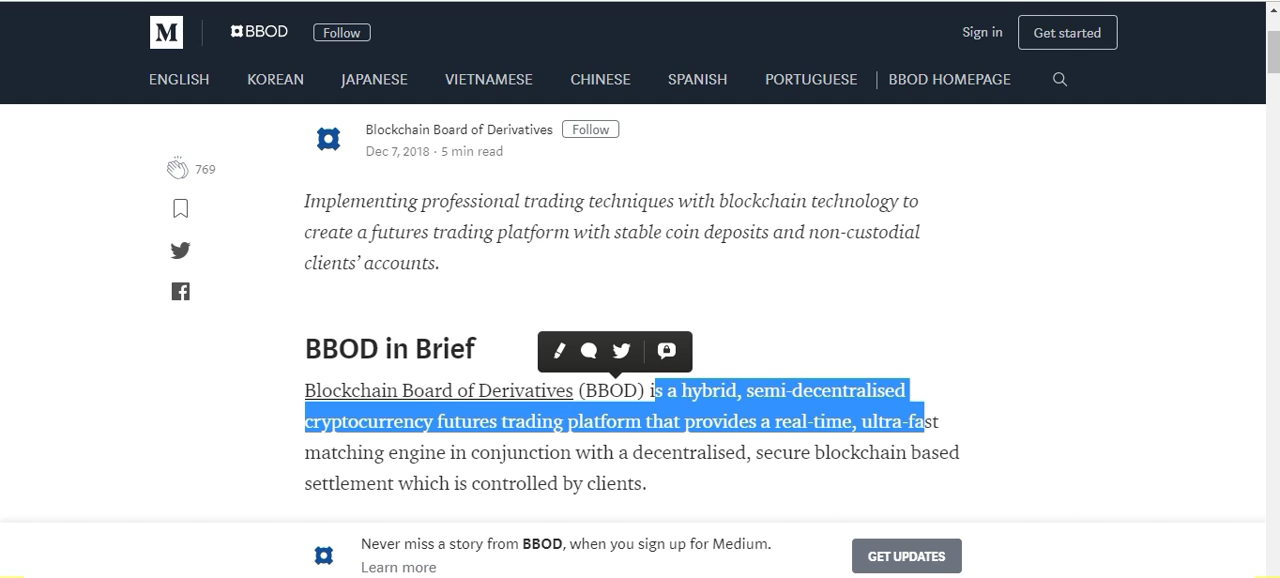 M BBOD Follow Sign in Get started
ENGLISH KOREAN JAPANESE VIETNAMESE CHINESE SPANISH PORTUGUESE BBOD HOMEPAGE
Blockchain Board of Derivatives Follow
Dec 7, 2018 · 5 min read
769
Implementing professional trading techniques with blockchain technology to
create a futures trading platform with stable coin deposits and non-custodial
clients’ accounts.
BBOD in Brief
Blockchain Board of Derivatives (BBOD) is a hybrid, semi-decentralised
cryptocurrency futures trading platform that provides a real-time, ultra-fast
matching engine in conjunction with a decentralised, secure blockchain based
settlement which is controlled by clients.
Never miss a story from BBOD, when you sign up for Medium.
Learn more
GET UPDATES